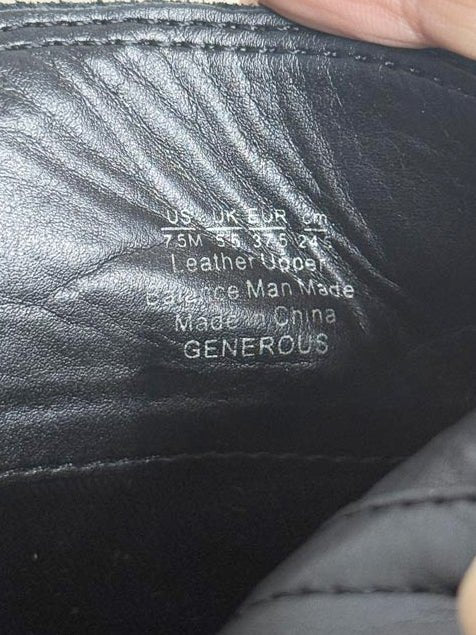 US UK EUR cm
7.5M 5.5 37.5 24.5
Leather Upper
Balance Man Made
Made in China
GENEROUS